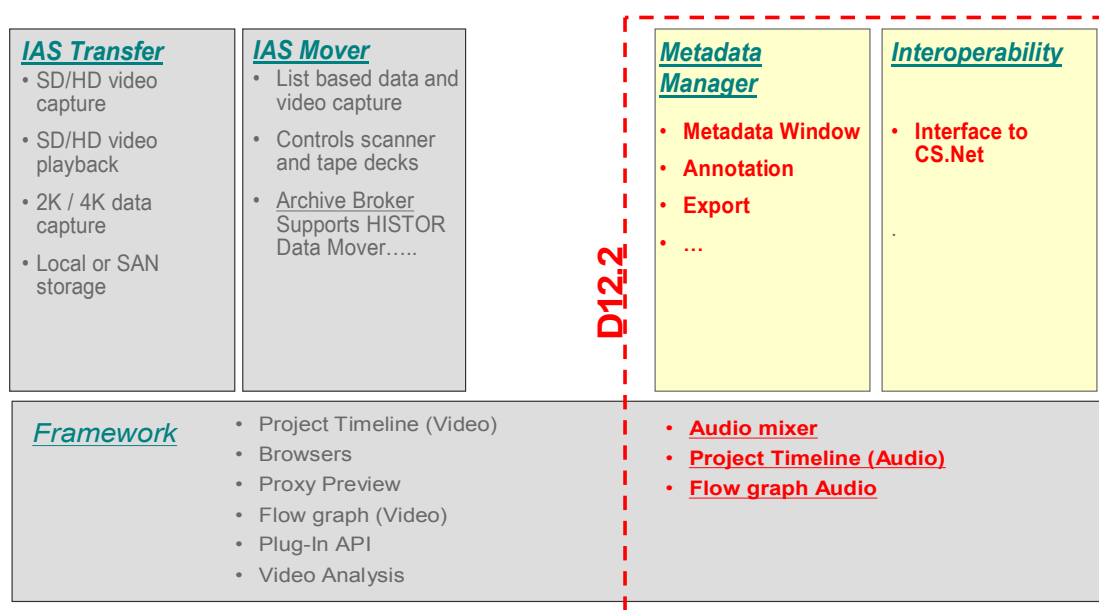 IAS Transfer
• SD/HD video
capture
• SD/HD video
playback
• 2K / 4K data
capture
• Local or SAN
storage
IAS Mover
• List based data and
video capture
• Controls scanner
and tape decks
• Archive Broker
Supports HISTOR
Data Mover…..
D12.2
Metadata
Manager
• Metadata Window
• Annotation
• Export
• …
Interoperability
• Interface to
CS.Net
.
Framework
• Project Timeline (Video)
• Browsers
• Proxy Preview
• Flow graph (Video)
• Plug-In API
• Video Analysis
• Audio mixer
• Project Timeline (Audio)
• Flow graph Audio